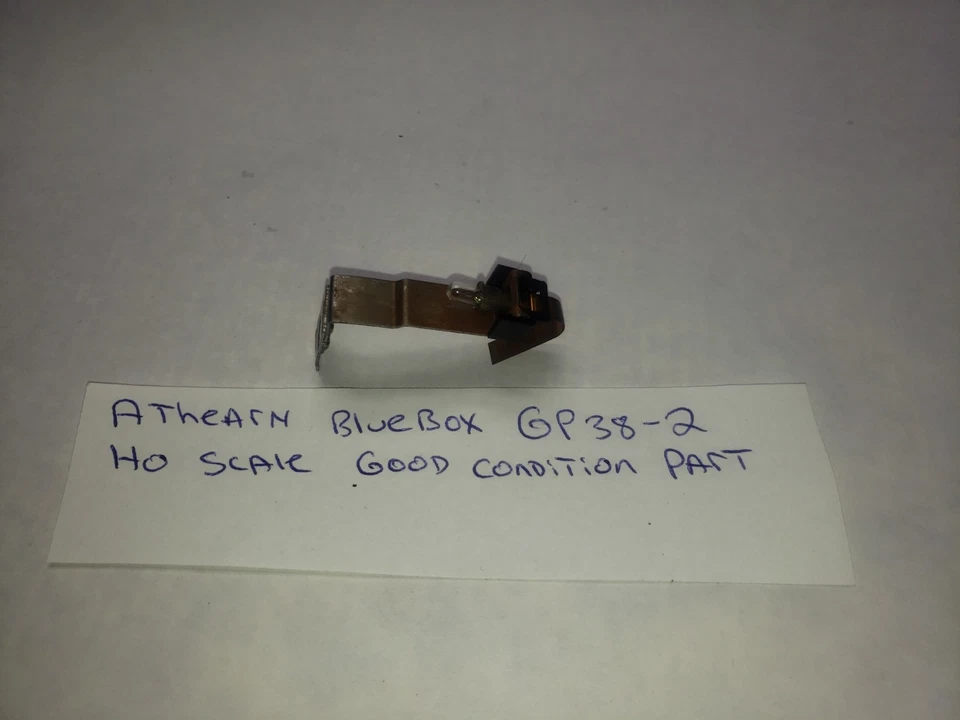 AThEArN BlueBox GP38-2
HO SCAlE GOOD CONDiTiON PArT